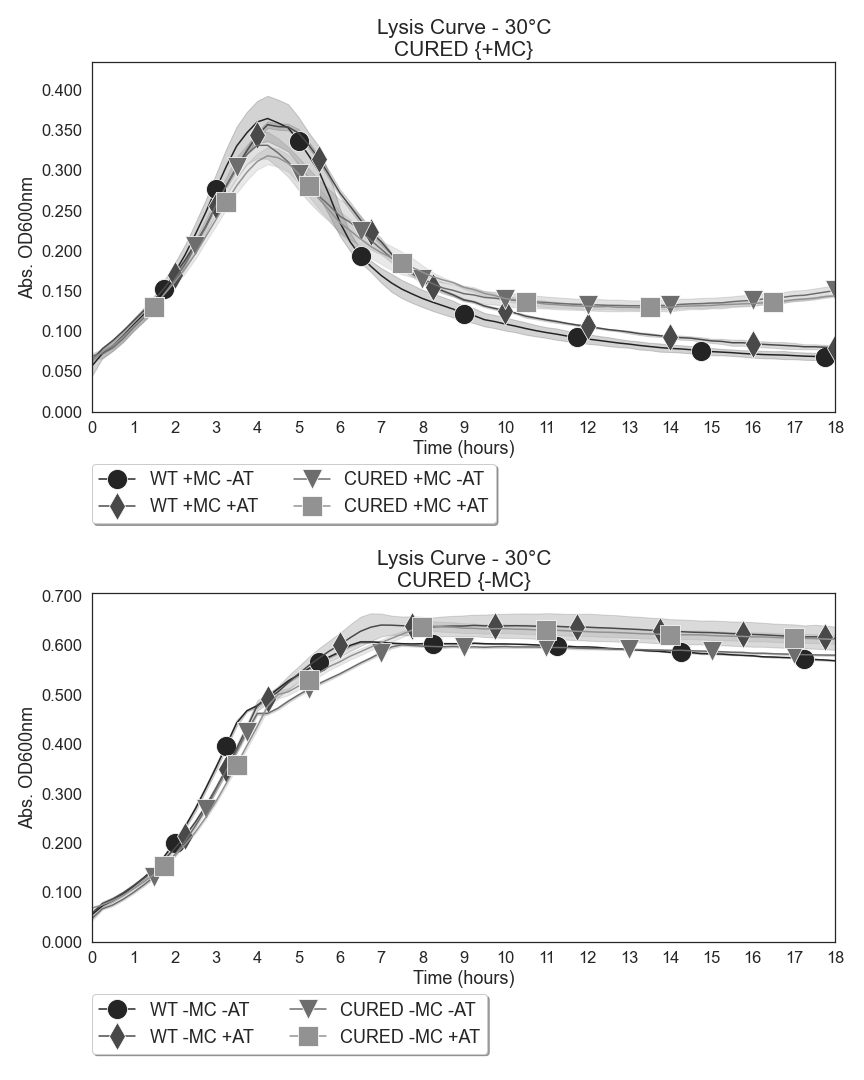 Lysis Curve - 30°C
CURED {+MC}
Abs. OD600nm
0.400
0.350
0.300
0.250
0.200
0.150
0.100
0.050
0.000
0 1 2 3 4 5 6 7 8 9 10 11 12 13 14 15 16 17 18
Time (hours)
WT +MC -AT CURED +MC -AT
WT +MC +AT CURED +MC +AT
Lysis Curve - 30°C
CURED {-MC}
Abs. OD600nm
0.700
0.600
0.500
0.400
0.300
0.200
0.100
0.000
0 1 2 3 4 5 6 7 8 9 10 11 12 13 14 15 16 17 18
Time (hours)
WT -MC -AT CURED -MC -AT
WT -MC +AT CURED -MC +AT